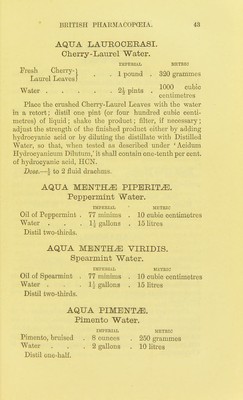 BRITISH PHARMACOPŒIA. 43
AQUA LAUROCERASI.
Cherry-Laurel Water.
IMPERIAL METRIC
Fresh Cherry- } . . 1 pound . 320 grammes
Laurel Leaves
Water . . . . . 2½ pints . 1000 cubic
centimetres
Place the crushed Cherry-Laurel Leaves with the water
in a retort; distil one pint (or four hundred cubic centi-
metres) of liquid; shake the product; filter, if necessary;
adjust the strength of the finished product either by adding
hydrocyanic acid or by diluting the distillate with Distilled
Water, so that, when tested as described under ‘Acidum
Hydrocyanicum Dilutum,’ it shall contain one-tenth per cent.
of hydrocyanic acid, HCN.
Dose.—½ to 2 fluid drachms.
AQUA MENTHÆ PIPERITÆ.
Peppermint Water.
IMPERIAL METRIC
Oil of Peppermint . 77 minims . 10 cubic centimetres
Water . . . 1½ gallons . 15 litres
Distil two-thirds.
AQUA MENTHÆ VIRIDIS.
Spearmint Water.
IMPERIAL METRIC
Oil of Spearmint . 77 minims . 10 cubic centimetres
Water . . . 1½ gallons . 15 litres
Distil two-thirds.
AQUA PIMENTÆ.
Pimento Water.
IMPERIAL METRIC
Pimento, bruised . 8 ounces . 250 grammes
Water . . . 2 gallons . 10 litres
Distil one-half.